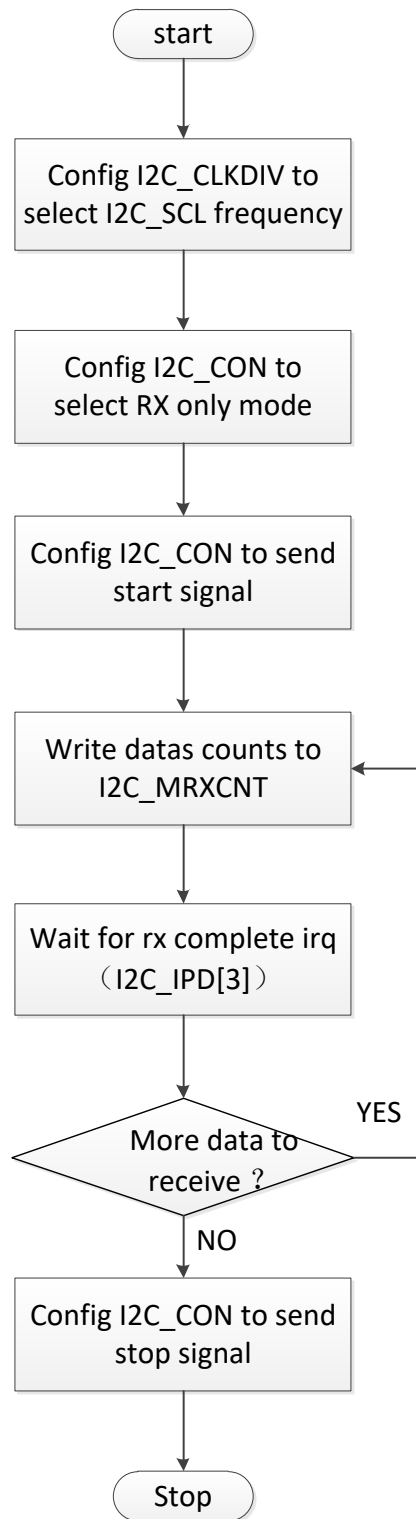 start
Config I2C_CLKDIV to
select I2C_SCL frequency
Config I2C_CON to
select RX only mode
Config I2C_CON to send
start signal
Write datas counts to
I2C_MRXCNT
Wait for rx complete irq
（I2C_IPD[3]）
More data to
receive ？
YES
NO
Config I2C_CON to send
stop signal
Stop